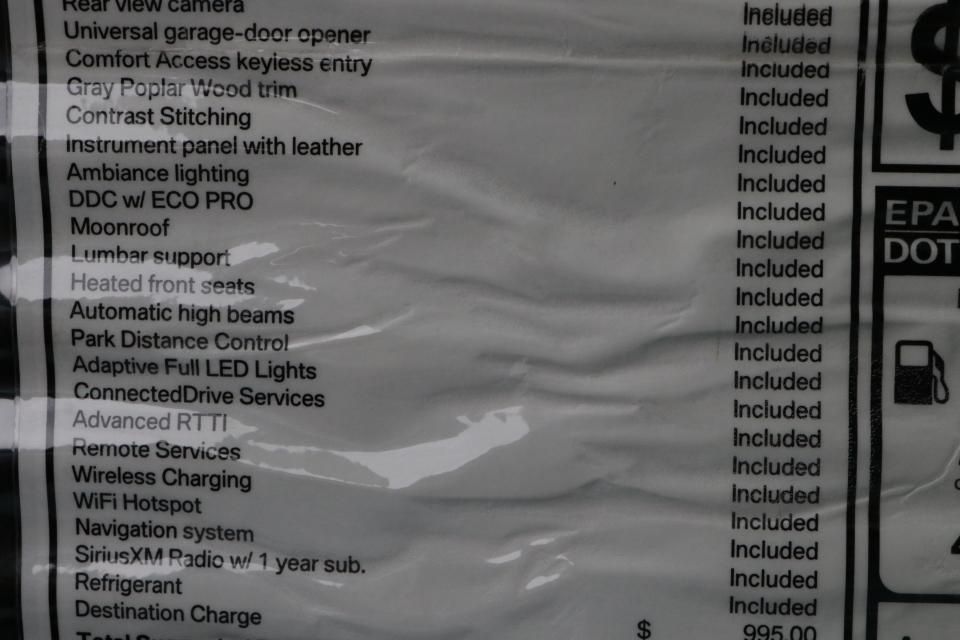 Rear view camera Included
Universal garage-door opener Included
Comfort Access keyless entry Included
Gray Poplar Wood trim Included
Contrast Stitching Included
Instrument panel with leather Included
Ambiance lighting Included
DDC w/ ECO PRO Included
Moonroof Included
Lumbar support Included
Heated front seats Included
Automatic high beams Included
Park Distance Control Included
Adaptive Full LED Lights Included
ConnectedDrive Services Included
Advanced RTTI Included
Remote Services Included
Wireless Charging Included
WiFi Hotspot Included
Navigation system Included
SiriusXM Radio w/ 1 year sub. Included
Refrigerant Included
Destination Charge $ 995.00
$
EPA
DOT